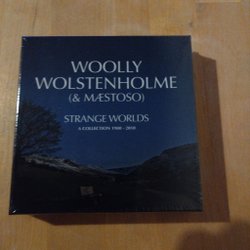 WOOLLY
WOLSTENHOLME
(& MÆSTOSO)
STRANGE WORLDS
A COLLECTION 1980 - 2010